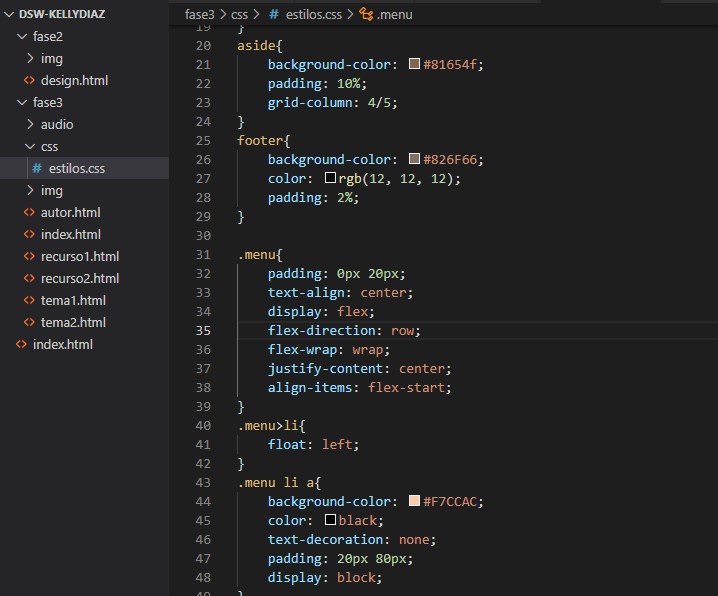 DSW-KELLYDIAZ
fase2
img
design.html
fase3
audio
css
estilos.css
img
autor.html
index.html
recurso1.html
recurso2.html
tema1.html
tema2.html
index.html
fase3 > css > # estilos.css > .menu
19 }
20 aside{
21 background-color: #81654f;
22 padding: 10%;
23 grid-column: 4/5;
24 }
25 footer{
26 background-color: #826F66;
27 color: rgb(12, 12, 12);
28 padding: 2%;
29 }
30
31 .menu{
32 padding: 0px 20px;
33 text-align: center;
34 display: flex;
35 flex-direction: row;
36 flex-wrap: wrap;
37 justify-content: center;
38 align-items: flex-start;
39 }
40 .menu>li{
41 float: left;
42 }
43 .menu li a{
44 background-color: #F7CCAC;
45 color: black;
46 text-decoration: none;
47 padding: 20px 80px;
48 display: block;
49 }